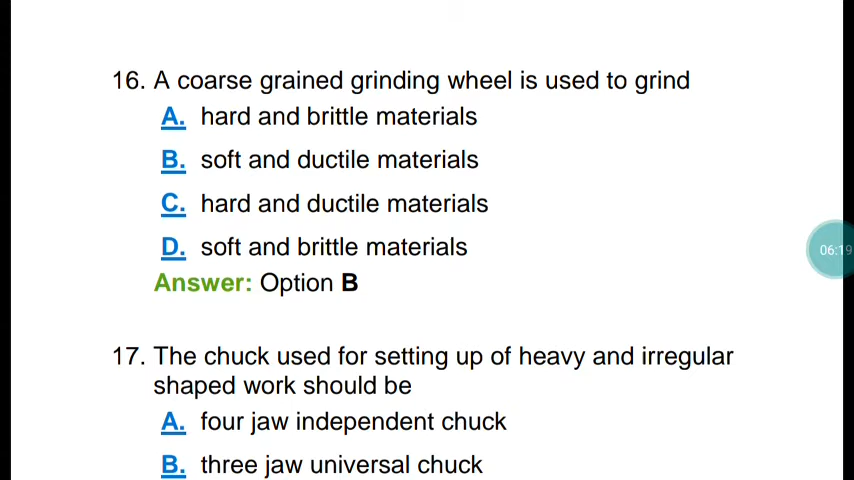 16. A coarse grained grinding wheel is used to grind
A. hard and brittle materials
B. soft and ductile materials
C. hard and ductile materials
D. soft and brittle materials
Answer: Option B
17. The chuck used for setting up of heavy and irregular
shaped work should be
A. four jaw independent chuck
B. three jaw universal chuck
06:19